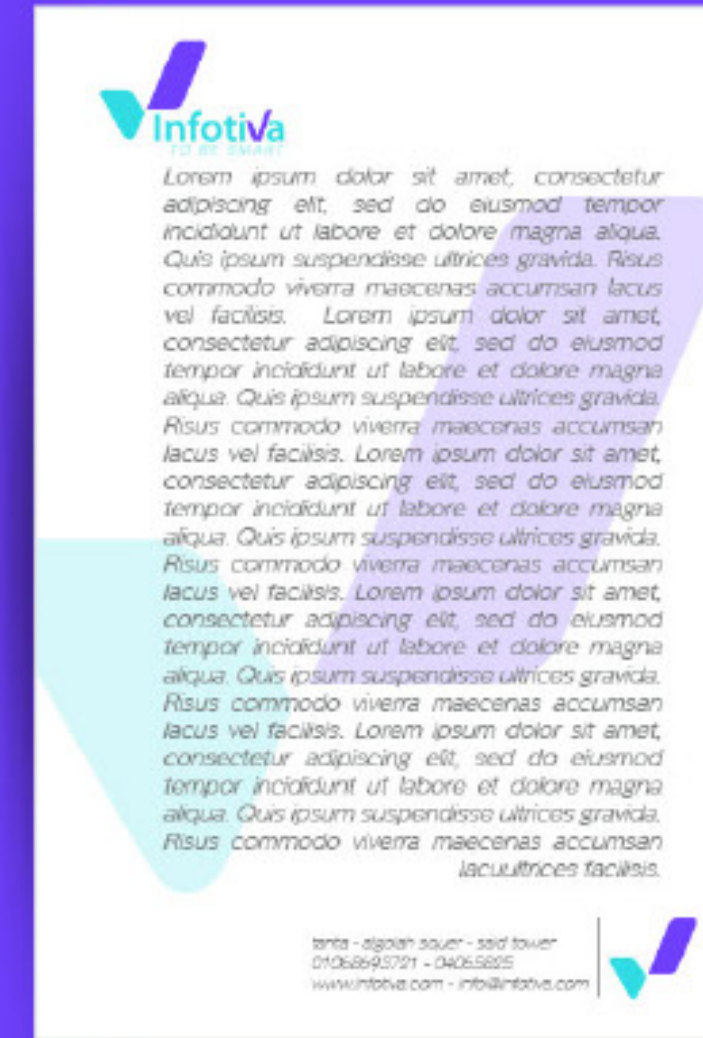 Infotiva
TO BE SMART
Lorem ipsum dolor sit amet, consectetur
adipiscing elit, sed do eiusmod tempor
incididunt ut labore et dolore magna aliqua.
Quis ipsum suspendisse ultrices gravida. Risus
commodo viverra maecenas accumsan lacus
vel facilisis. Lorem ipsum dolor sit amet,
consectetur adipiscing elit, sed do eiusmod
tempor incididunt ut labore et dolore magna
aliqua. Quis ipsum suspendisse ultrices gravida.
Risus commodo viverra maecenas accumsan
lacus vel facilisis. Lorem ipsum dolor sit amet,
consectetur adipiscing elit, sed do eiusmod
tempor incididunt ut labore et dolore magna
aliqua. Quis ipsum suspendisse ultrices gravida.
Risus commodo viverra maecenas accumsan
lacus vel facilisis. Lorem ipsum dolor sit amet,
consectetur adipiscing elit, sed do eiusmod
tempor incididunt ut labore et dolore magna
aliqua. Quis ipsum suspendisse ultrices gravida.
Risus commodo viverra maecenas accumsan
lacus vel facilisis. Lorem ipsum dolor sit amet,
consectetur adipiscing elit, sed do eiusmod
tempor incididunt ut labore et dolore magna
aliqua. Quis ipsum suspendisse ultrices gravida.
Risus commodo viverra maecenas accumsan
lacuultrices facilisis.
tanta - algolah squer - said tower
www.infotiva.com - info@infotiva.com